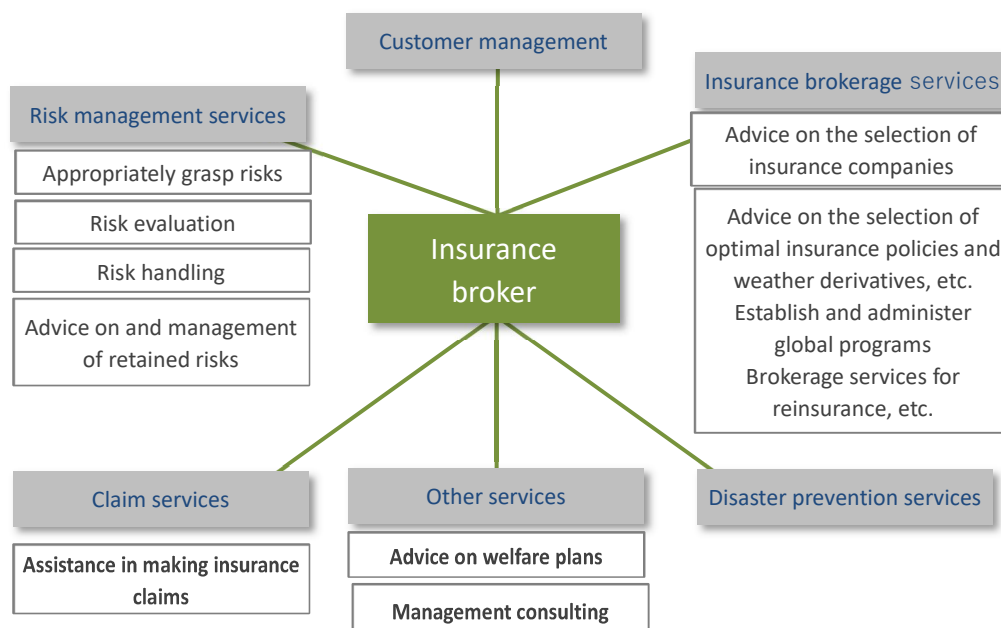 Customer management
Risk management services
Appropriately grasp risks
Risk evaluation
Risk handling
Advice on and management
of retained risks
Insurance brokerage services
Advice on the selection of
insurance companies
Advice on the selection of
optimal insurance policies and
weather derivatives, etc.
Establish and administer
global programs
Brokerage services for
reinsurance, etc.
Insurance
broker
Claim services
Assistance in making insurance
claims
Other services
Advice on welfare plans
Management consulting
Disaster prevention services